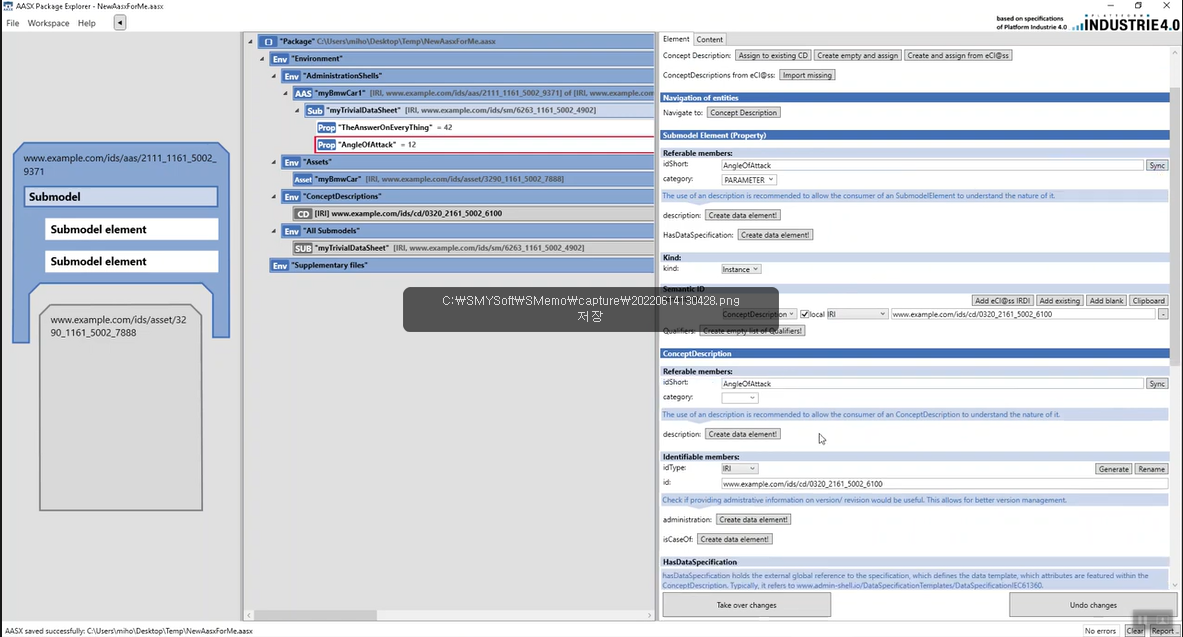 AASX Package Explorer - NewAasxForMe.aasx
File Workspace Help
based on specifications
of Platform Industrie 4.0
PLATTFORM
INDUSTRIE4.0
www.example.com/ids/aas/2111_1161_5002_
9371
Submodel
Submodel element
Submodel element
www.example.com/ids/asset/32
90_1161_5002_7888
"Package" C:\Users\miho\Desktop\Temp\NewAasxForMe.aasx
Env "Environment"
Env "AdministrationShells"
AAS "myBmwCar1" [IRI, www.example.com/ids/aas/2111_1161_5002_9371] of [IRI, www.example.com
Sub "myTrivialDataSheet" [IRI, www.example.com/ids/sm/6263_1161_5002_4902]
Prop "TheAnswerOnEveryThing" = 42
Prop "AngleOfAttack" = 12
Env "Assets"
Asset "myBmwCar" [IRI, www.example.com/ids/asset/3290_1161_5002_7888]
Env "ConceptDescriptions"
CD [IRI] www.example.com/ids/cd/0320_2161_5002_6100
Env "All Submodels"
SUB "myTrivialDataSheet" [IRI, www.example.com/ids/sm/6263_1161_5002_4902]
Env "Supplementary files"
C:₩SMYSoft₩SMemo₩capture₩20220614130428.png
저장
Element Content
Concept Description: Assign to existing CD Create empty and assign Create and assign from eCl@ss
ConceptDescriptions from eCl@ss: Import missing
Navigation of entities
Navigate to: Concept Description
Submodel Element (Property)
Referable members:
idShort: AngleOfAttack Sync
category: PARAMETER
The use of an description is recommended to allow the consumer of an SubmodelElement to understand the nature of it.
description: Create data element!
HasDataSpecification: Create data element!
Kind:
kind: Instance
Semantic ID
Add eCl@ss IRDI Add existing Add blank Clipboard
ConceptDescription local IRI www.example.com/ids/cd/0320_2161_5002_6100 -
Qualifiers: Create empty list of Qualifiers!
ConceptDescription
Referable members:
idShort: AngleOfAttack Sync
category:
The use of an description is recommended to allow the consumer of an ConceptDescription to understand the nature of it.
description: Create data element!
Identifiable members:
idType: IRI Generate Rename
id: www.example.com/ids/cd/0320_2161_5002_6100
Check if providing admistrative information on version/ revision would be useful. This allows for better version management.
administration: Create data element!
isCaseOf: Create data element!
HasDataSpecification
hasDataSpecification holds the external global reference to the specification, which defines the data template, which attributes are featured within the
ConceptDescription. Typically, it refers to www.admin-shell.io/DataSpecificationTemplates/DataSpecificationIEC61360.
Take over changes Undo changes
AASX saved successfully: C:\Users\miho\Desktop\Temp\NewAasxForMe.aasx
No errors Clear Report..